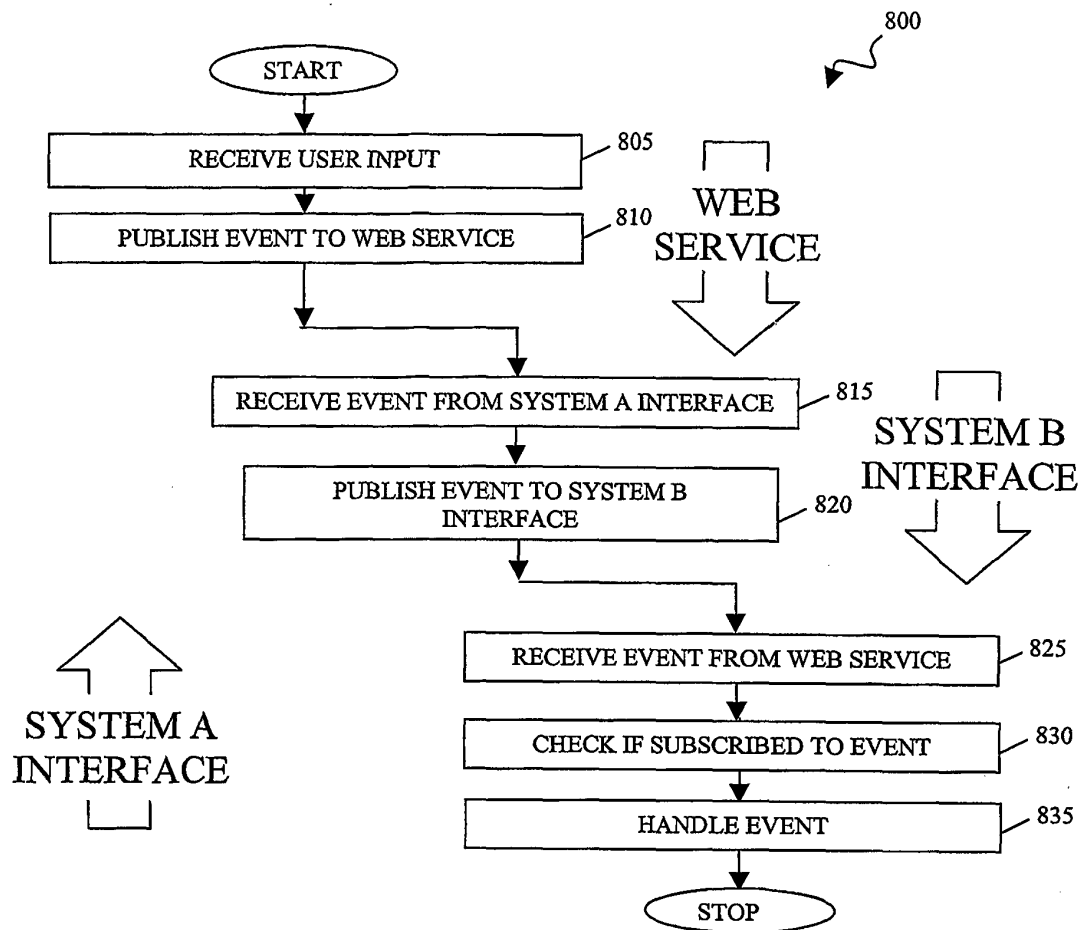 800
START
RECEIVE USER INPUT
805
PUBLISH EVENT TO WEB SERVICE
810
WEB
SERVICE
RECEIVE EVENT FROM SYSTEM A INTERFACE
815
SYSTEM B
INTERFACE
PUBLISH EVENT TO SYSTEM B
INTERFACE
820
RECEIVE EVENT FROM WEB SERVICE
825
SYSTEM A
INTERFACE
CHECK IF SUBSCRIBED TO EVENT
830
HANDLE EVENT
835
STOP